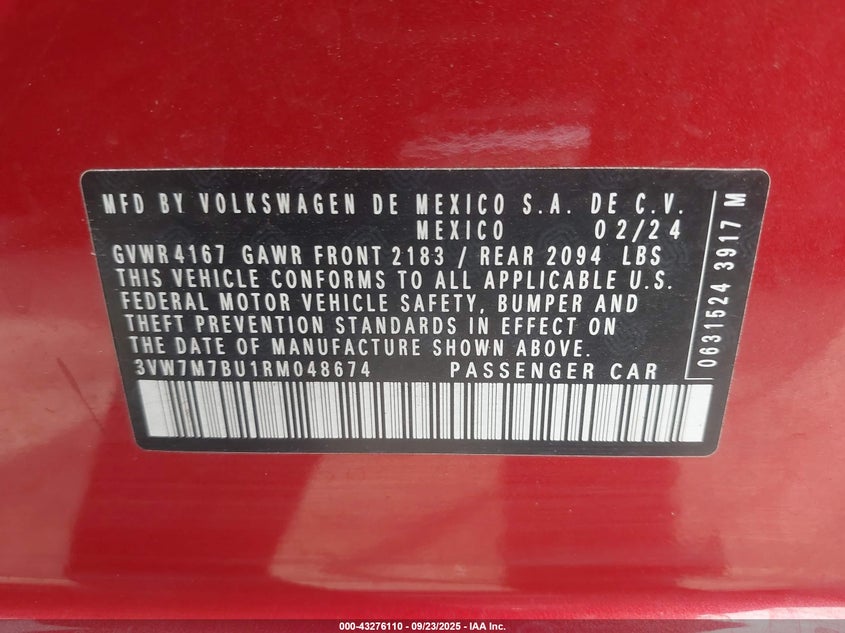 MFD BY VOLKSWAGEN DE MEXICO S.A. DE C.V.
MEXICO 02/24
GVWR 4167 GAWR FRONT 2183 / REAR 2094 LBS
THIS VEHICLE CONFORMS TO ALL APPLICABLE U.S.
FEDERAL MOTOR VEHICLE SAFETY, BUMPER AND
THEFT PREVENTION STANDARDS IN EFFECT ON
THE DATE OF MANUFACTURE SHOWN ABOVE.
3VW7M7BU1RM048674 PASSENGER CAR
0631524 3917 M
000-43276110 - 09/23/2025 - IAA Inc.